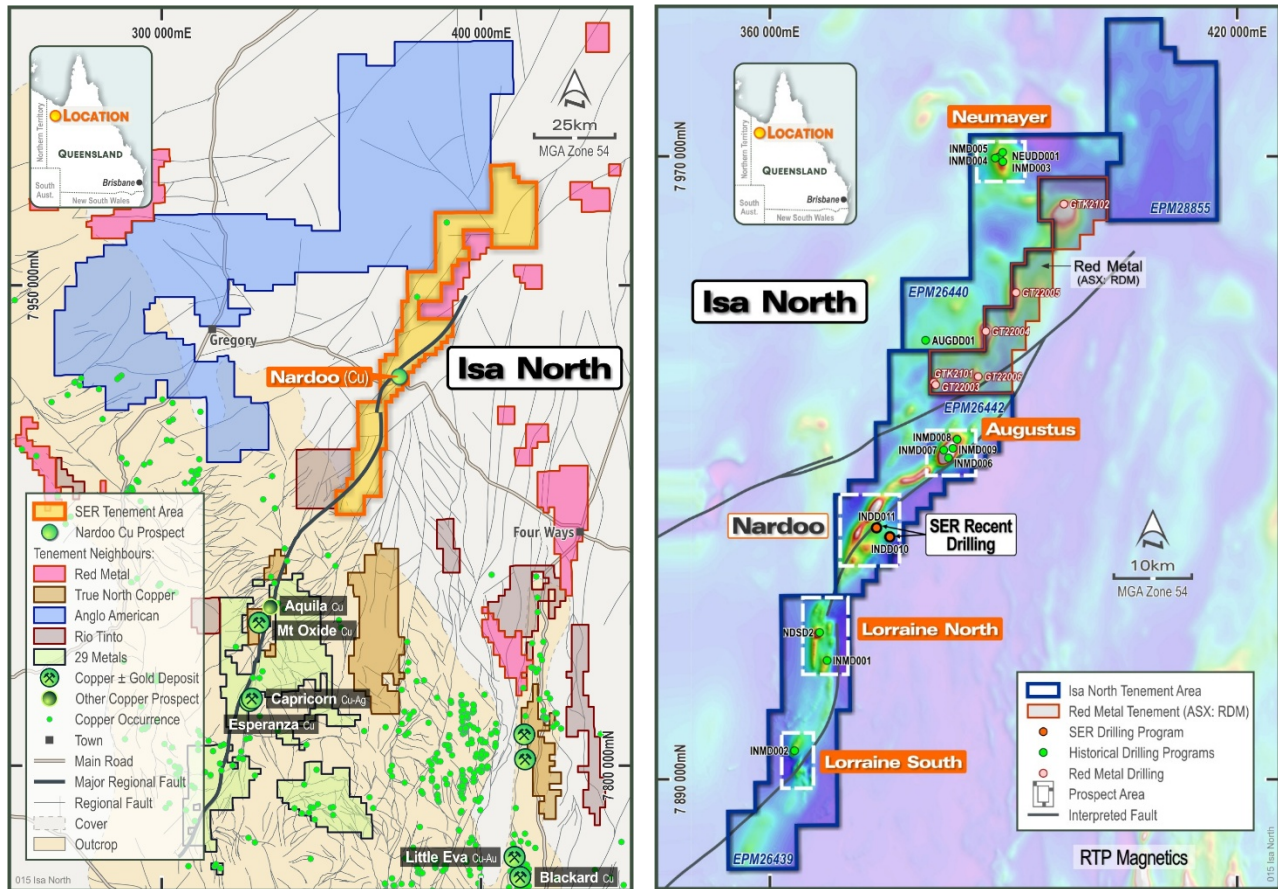 300 000mE
400 000mE
LOCATION
Northern Territory
QUEENSLAND
Brisbane
South
Aust.
New South Wales
25km
MGA Zone 54
7 950 000mN
Gregory
Nardoo (Cu)
Isa North
Four Ways
Aquila Cu
Mt Oxide Cu
Capricorn Cu-Ag
Esperanza Cu
7 800 000mN
Little Eva Cu-Au
Blackard Cu
SER Tenement Area
Nardoo Cu Prospect
Tenement Neighbours:
Red Metal
True North Copper
Anglo American
Rio Tinto
29 Metals
Copper ± Gold Deposit
Other Copper Prospect
Copper Occurrence
Town
Main Road
Major Regional Fault
Regional Fault
Cover
Outcrop
015 Isa North
360 000mE
420 000mE
LOCATION
Northern Territory
QUEENSLAND
Brisbane
South
Aust.
New South Wales
7 970 000mN
Neumayer
INMD005
INMD004
NEUDD001
INMD003
EPM28855
GTK2102
Red Metal
(ASX: RDM)
Isa North
EPM26440
GT22005
GT22004
AUGDD01
GTK2101
GT22006
GT22003
EPM26442
Augustus
INMD008
INMD007
INMD009
INMD006
Nardoo
INDD011
INDD010
SER Recent
Drilling
10km
MGA Zone 54
NDSD2
Lorraine North
INMD001
INMD002
Lorraine South
7 890 000mN
EPM26439
Isa North Tenement Area
Red Metal Tenement (ASX: RDM)
SER Drilling Program
Historical Drilling Programs
Red Metal Drilling
Prospect Area
Interpreted Fault
RTP Magnetics
015 Isa North